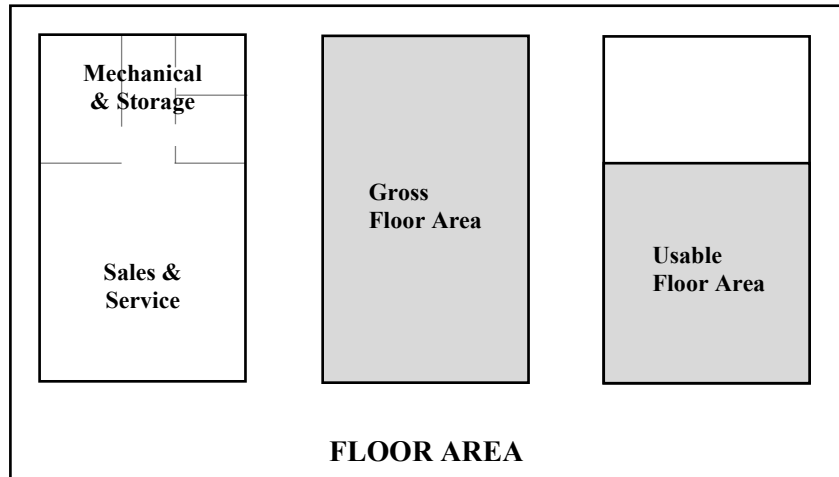 Mechanical
& Storage
Sales &
Service
Gross
Floor Area
Usable
Floor Area
FLOOR AREA